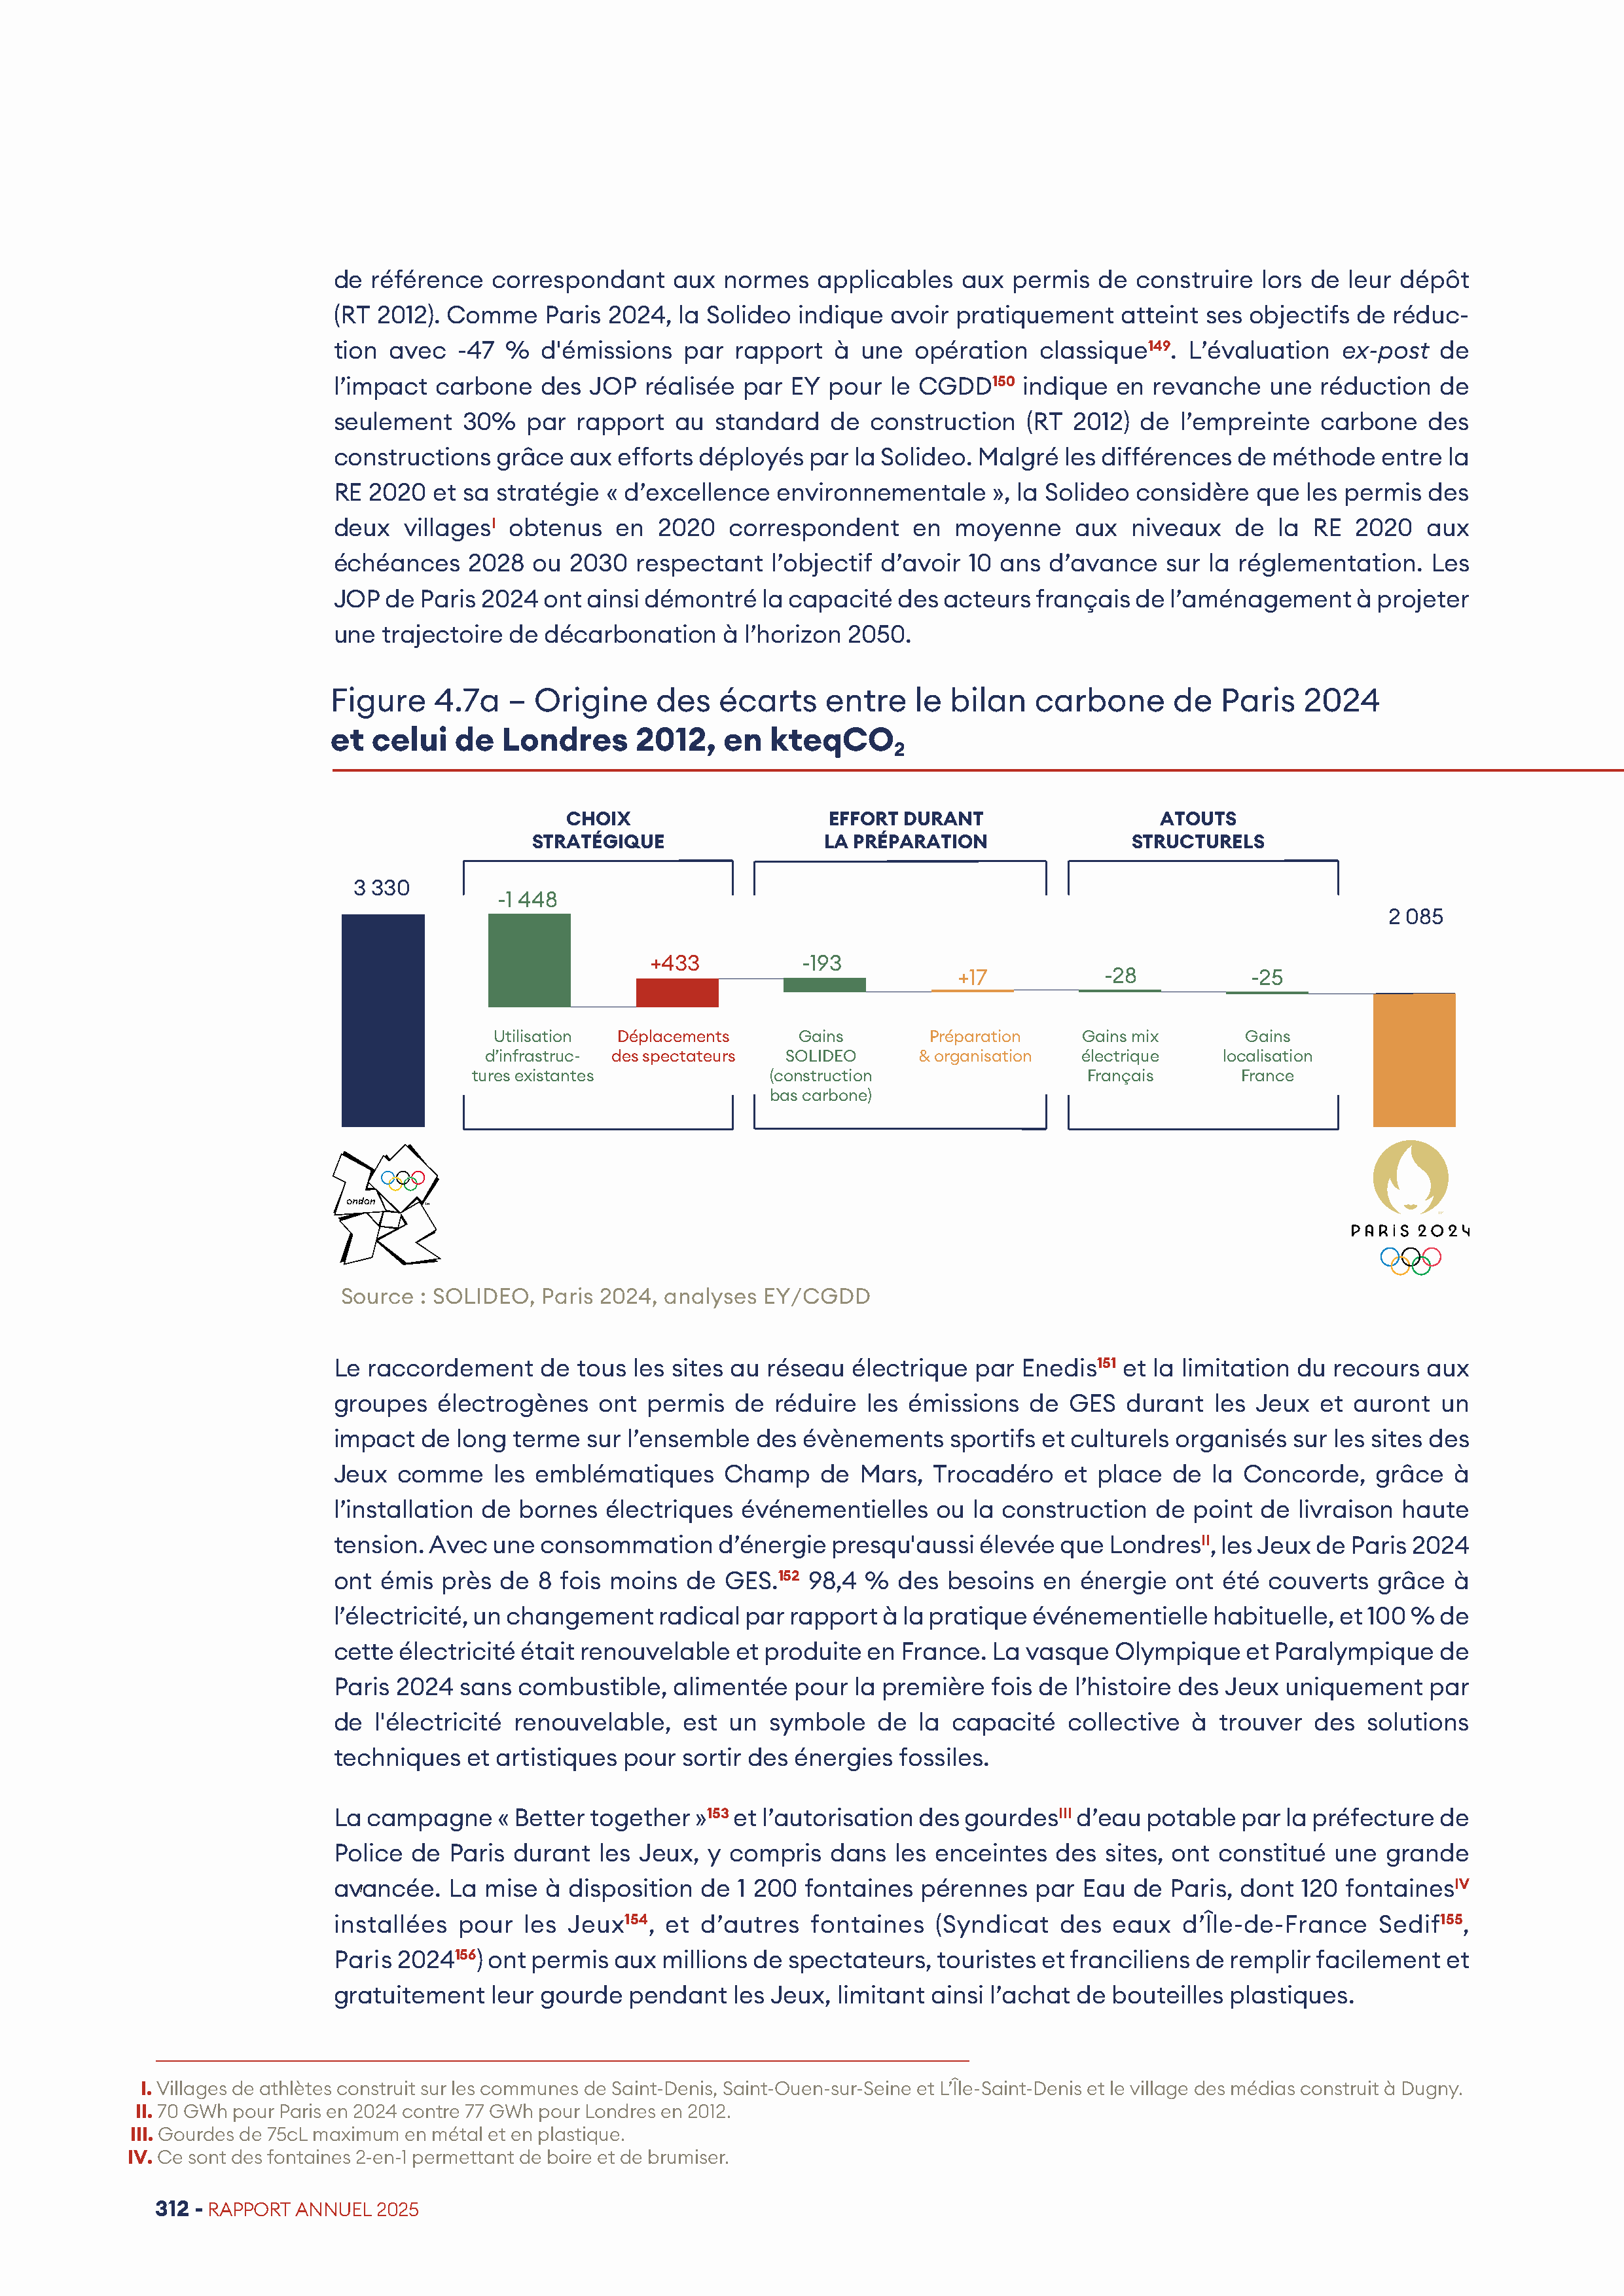 de référence correspondant aux normes applicables aux permis de construire lors de leur dépôt
(RT 2012). Comme Paris 2024, la Solideo indique avoir pratiquement atteint ses objectifs de réduc-
tion avec -47 % d'émissions par rapport à une opération classique149. L’évaluation ex-post de
l’impact carbone des JOP réalisée par EY pour le CGDD150 indique en revanche une réduction de
seulement 30% par rapport au standard de construction (RT 2012) de l’empreinte carbone des
constructions grâce aux efforts déployés par la Solideo. Malgré les différences de méthode entre la
RE 2020 et sa stratégie « d’excellence environnementale », la Solideo considère que les permis des
deux villagesI obtenus en 2020 correspondent en moyenne aux niveaux de la RE 2020 aux
échéances 2028 ou 2030 respectant l’objectif d’avoir 10 ans d’avance sur la réglementation. Les
JOP de Paris 2024 ont ainsi démontré la capacité des acteurs français de l’aménagement à projeter
une trajectoire de décarbonation à l’horizon 2050.
Figure 4.7a – Origine des écarts entre le bilan carbone de Paris 2024
et celui de Londres 2012, en kteqCO2
CHOIX
STRATÉGIQUE
EFFORT DURANT
LA PRÉPARATION
ATOUTS
STRUCTURELS
3 330
-1 448
+433
-193
+17
-28
-25
2 085
Utilisation
d’infrastruc-
tures existantes
Déplacements
des spectateurs
Gains
SOLIDEO
(construction
bas carbone)
Préparation
& organisation
Gains mix
électrique
Français
Gains
localisation
France
ondon
PARIS 2024
Source : SOLIDEO, Paris 2024, analyses EY/CGDD
Le raccordement de tous les sites au réseau électrique par Enedis151 et la limitation du recours aux
groupes électrogènes ont permis de réduire les émissions de GES durant les Jeux et auront un
impact de long terme sur l’ensemble des évènements sportifs et culturels organisés sur les sites des
Jeux comme les emblématiques Champ de Mars, Trocadéro et place de la Concorde, grâce à
l’installation de bornes électriques événementielles ou la construction de point de livraison haute
tension. Avec une consommation d’énergie presqu'aussi élevée que LondresII, les Jeux de Paris 2024
ont émis près de 8 fois moins de GES.152 98,4 % des besoins en énergie ont été couverts grâce à
l’électricité, un changement radical par rapport à la pratique événementielle habituelle, et 100 % de
cette électricité était renouvelable et produite en France. La vasque Olympique et Paralympique de
Paris 2024 sans combustible, alimentée pour la première fois de l’histoire des Jeux uniquement par
de l'électricité renouvelable, est un symbole de la capacité collective à trouver des solutions
techniques et artistiques pour sortir des énergies fossiles.
La campagne « Better together »153 et l’autorisation des gourdesIII d’eau potable par la préfecture de
Police de Paris durant les Jeux, y compris dans les enceintes des sites, ont constitué une grande
avancée. La mise à disposition de 1 200 fontaines pérennes par Eau de Paris, dont 120 fontainesIV
installées pour les Jeux154, et d’autres fontaines (Syndicat des eaux d’Île-de-France Sedif155,
Paris 2024156) ont permis aux millions de spectateurs, touristes et franciliens de remplir facilement et
gratuitement leur gourde pendant les Jeux, limitant ainsi l’achat de bouteilles plastiques.
I. Villages de athlètes construit sur les communes de Saint-Denis, Saint-Ouen-sur-Seine et L’Île-Saint-Denis et le village des médias construit à Dugny.
II. 70 GWh pour Paris en 2024 contre 77 GWh pour Londres en 2012.
III. Gourdes de 75cL maximum en métal et en plastique.
IV. Ce sont des fontaines 2-en-1 permettant de boire et de brumiser.
312 - RAPPORT ANNUEL 2025